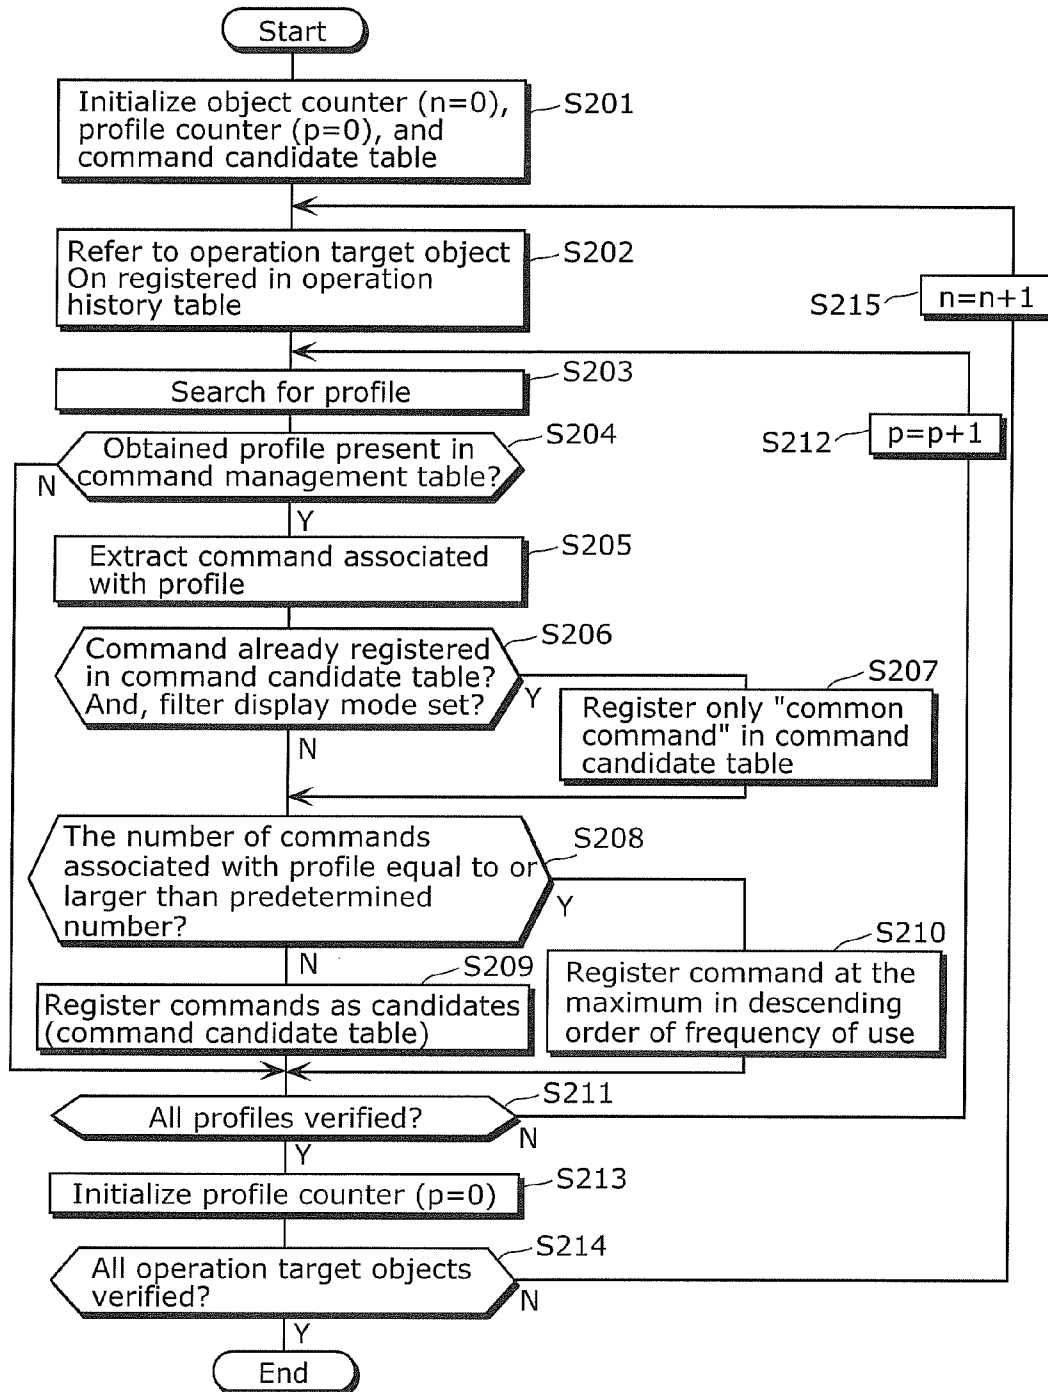 Start
Initialize object counter (n=0),
profile counter (p=0), and
command candidate table
S201
Refer to operation target object
On registered in operation
history table
S202
n=n+1
S215
Search for profile
S203
p=p+1
S212
Obtained profile present in
command management table?
S204
N
Y
Extract command associated
with profile
S205
Command already registered
in command candidate table?
And, filter display mode set?
S206
Y
N
S207
Register only "common
command" in command
candidate table
The number of commands
associated with profile equal to or
larger than predetermined
number?
S208
Y
N
S209
Register commands as candidates
(command candidate table)
S210
Register command at the
maximum in descending
order of frequency of use
All profiles verified?
S211
N
Y
Initialize profile counter (p=0)
S213
All operation target objects
verified?
S214
N
Y
End